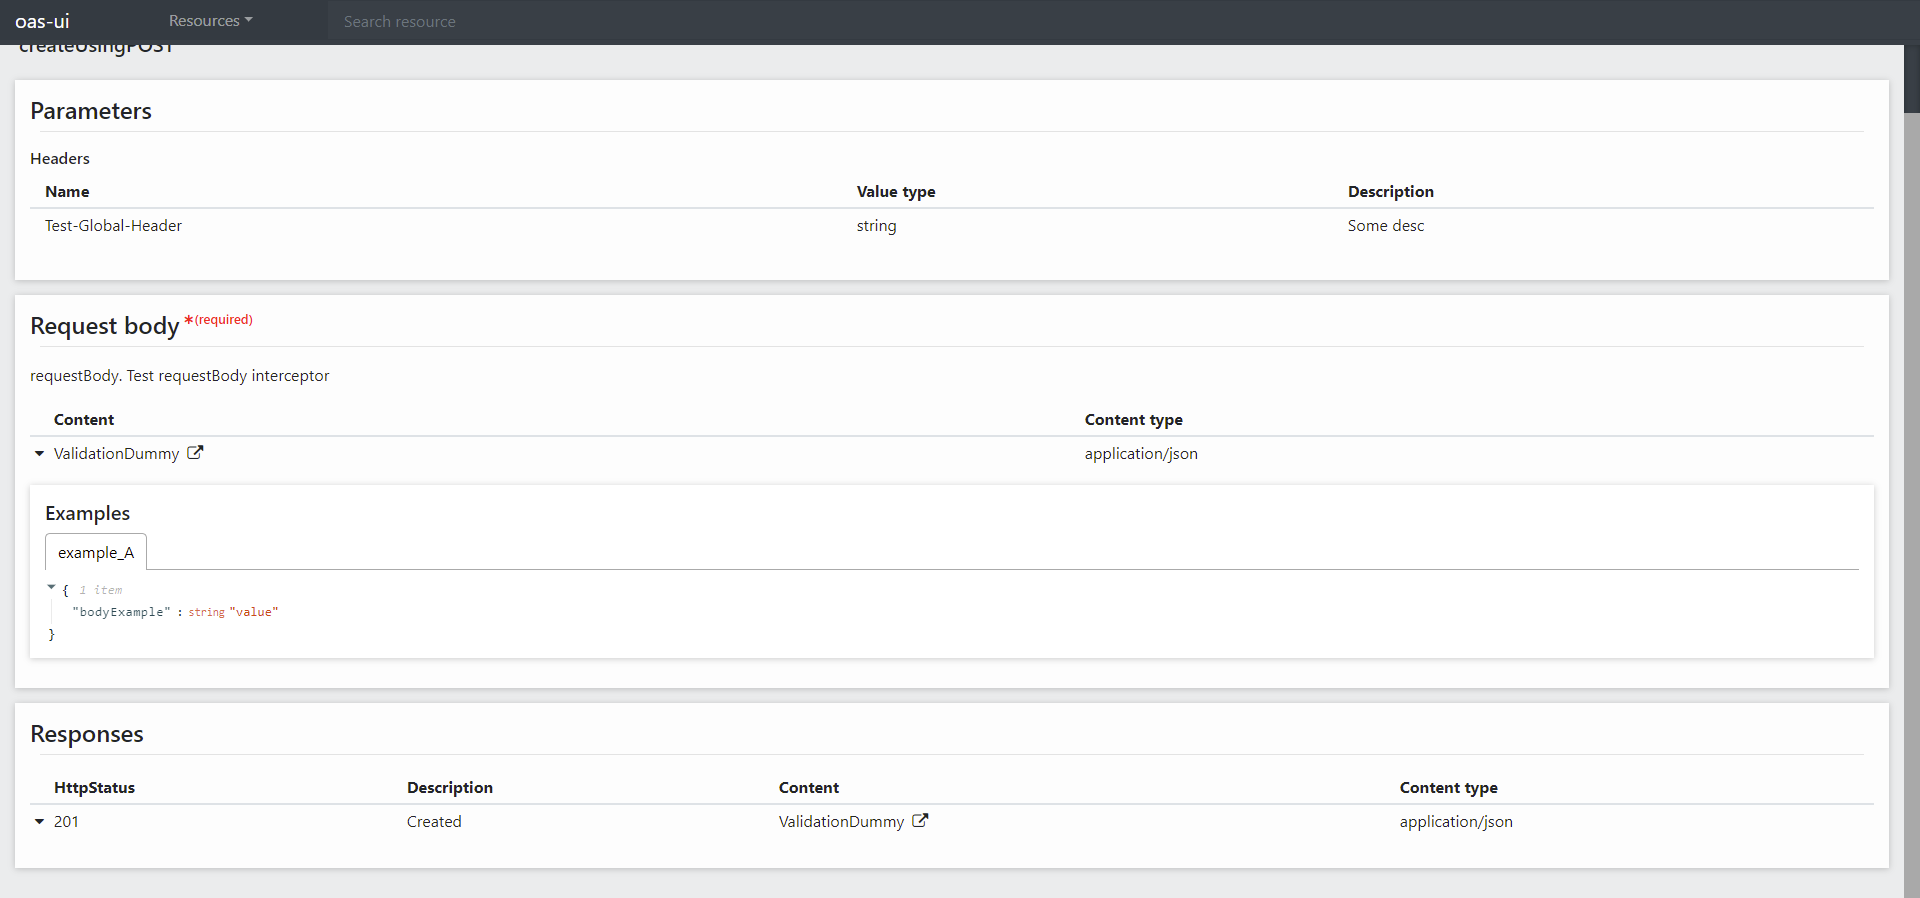 oas-ui Resources Search resource
createUsingPOST
Parameters
Headers
Name Value type Description
Test-Global-Header string Some desc
Request body *(required)
requestBody. Test requestBody interceptor
Content Content type
ValidationDummy application/json
Examples
example_A
{ 1 item
"bodyExample" : string "value"
}
Responses
HttpStatus Description Content Content type
201 Created ValidationDummy application/json